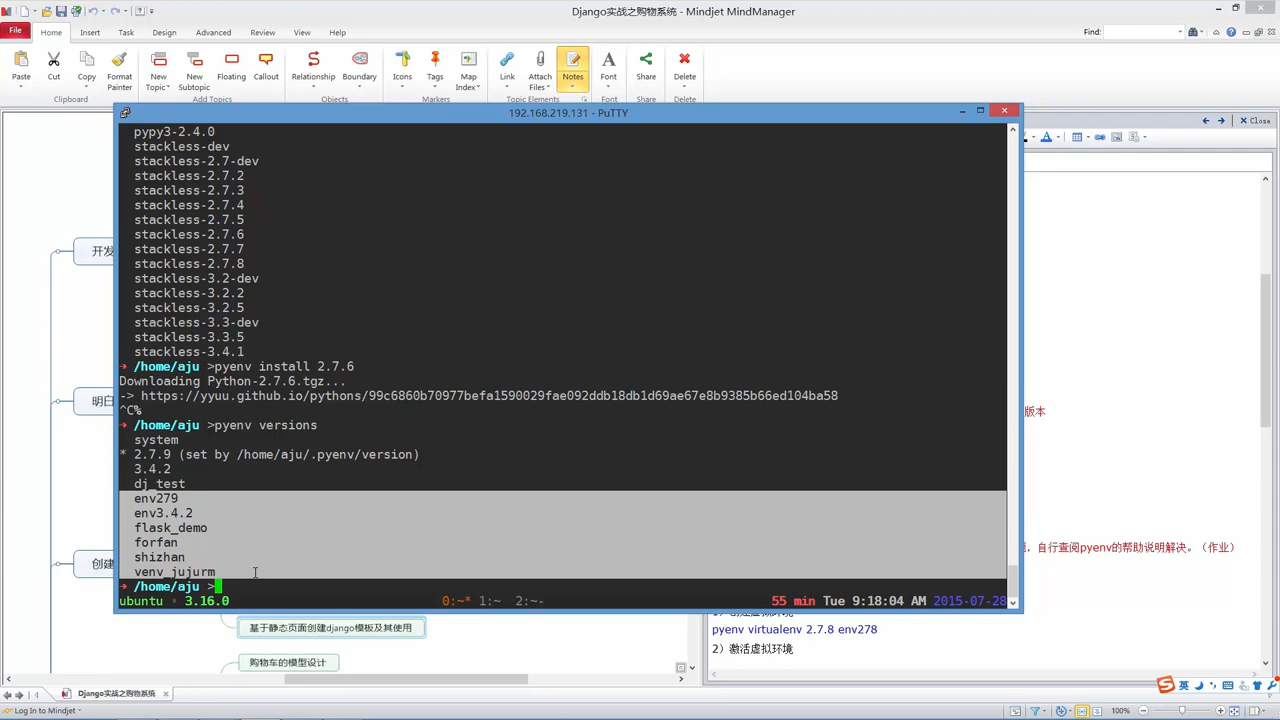 Django实战之购物系统 - Mindjet MindManager
File Home Insert Task Design Advanced Review View Help Find:
Paste Cut Copy Format Painter New Topic New Subtopic Floating Callout Relationship Boundary Icons Tags Map Index Link Attach Files Notes Font Share Delete
Clipboard Add Topics Objects Markers Topic Elements Delete
192.168.219.131 - PuTTY
Close
pypy3-2.4.0
stackless-dev
stackless-2.7-dev
stackless-2.7.2
stackless-2.7.3
stackless-2.7.4
stackless-2.7.5
stackless-2.7.6
stackless-2.7.7
stackless-2.7.8
stackless-3.2-dev
stackless-3.2.2
stackless-3.2.5
stackless-3.3-dev
stackless-3.3.5
stackless-3.4.1
/home/aju >pyenv install 2.7.6
Downloading Python-2.7.6.tgz...
-> https://yyuu.github.io/pythons/99c6860b70977befa1590029fae092ddb18db1d69ae67e8b9385b66ed104ba58
^C%
/home/aju >pyenv versions
system
* 2.7.9 (set by /home/aju/.pyenv/version)
3.4.2
dj_test
env279
env3.4.2
flask_demo
forfan
shizhan
venv_jujurm
/home/aju >
ubuntu · 3.16.0 0:~* 1:~ 2:~- 55 min Tue 9:18:04 AM 2015-07-28
开发
明白
创建
版本
，自行查阅pyenv的帮助说明解决。（作业）
pyenv virtualenv 2.7.8 env278
2）激活虚拟环境
基于静态页面创建django模板及其使用
购物车的模型设计
Django实战之购物系统
英
Log In to Mindjet
100%